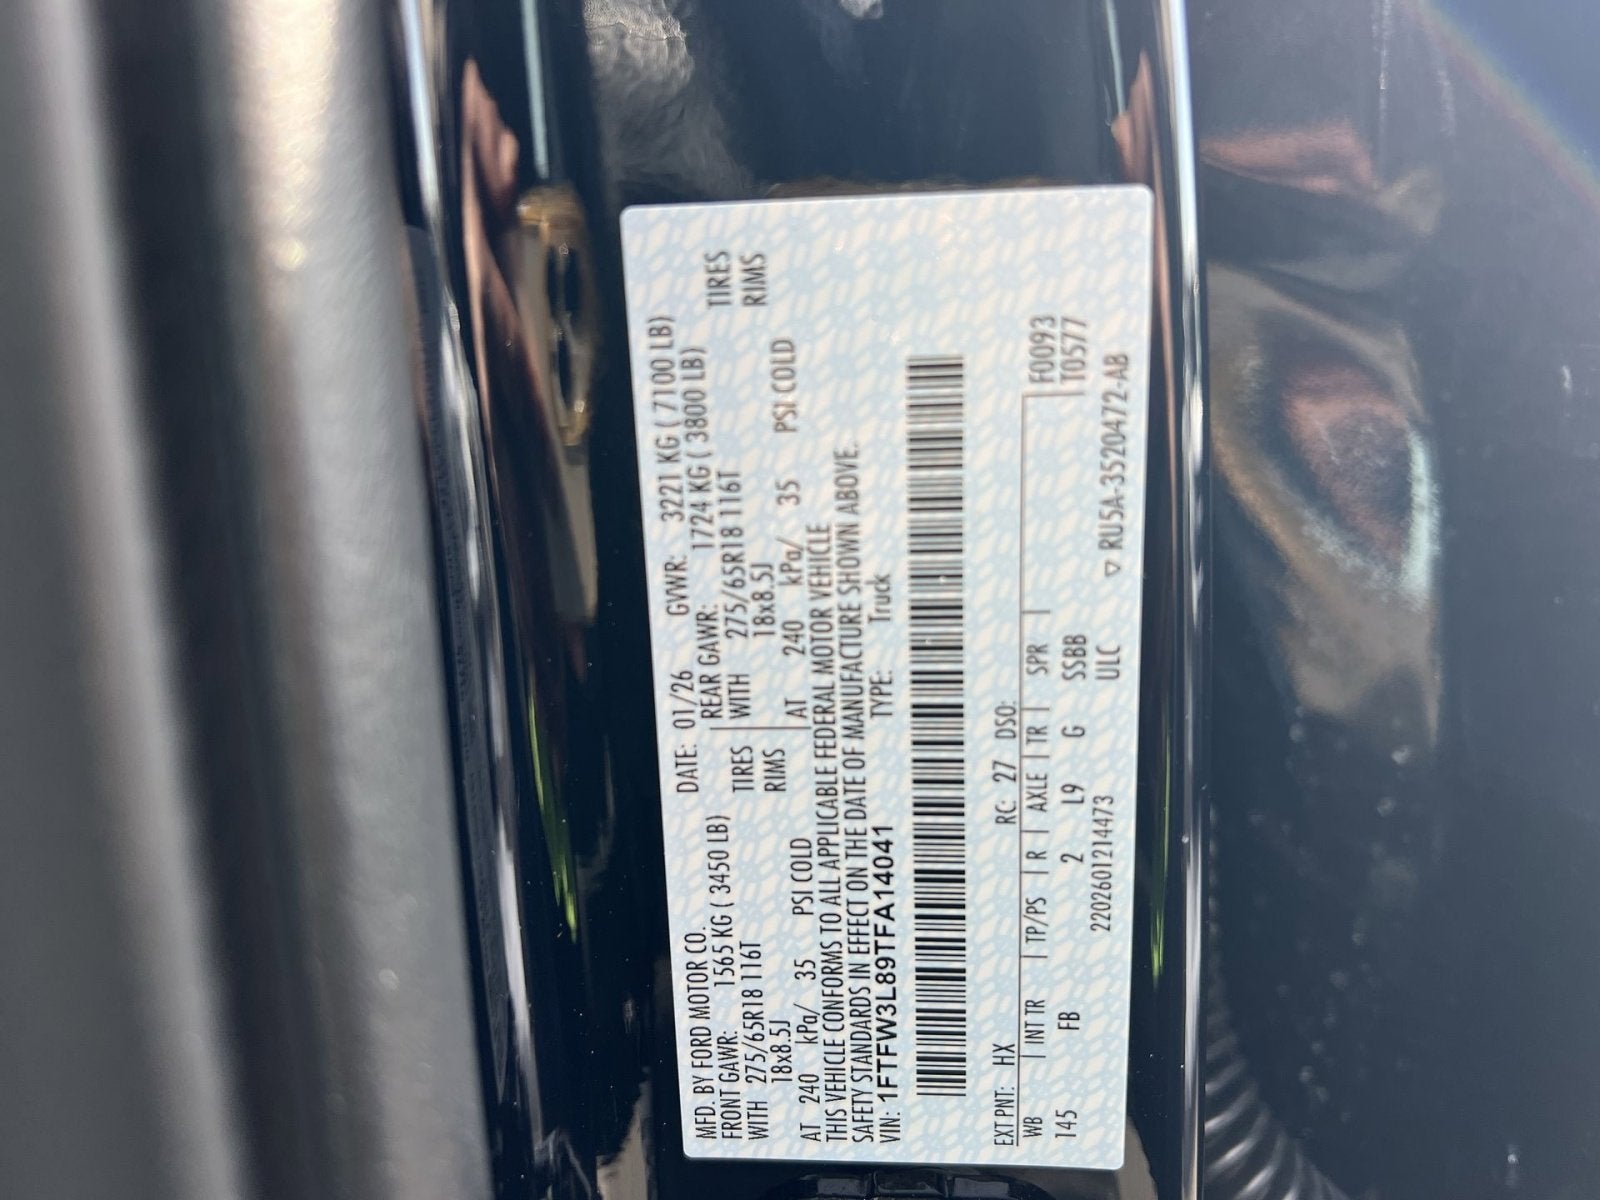 MFD. BY FORD MOTOR CO.
DATE: 01/26 GVWR: 3221 KG ( 7100 LB)
FRONT GAWR: 1565 KG ( 3450 LB)
REAR GAWR: 1724 KG ( 3800 LB)
WITH 275/65R18 116T TIRES
WITH 275/65R18 116T TIRES
18x8.5J RIMS
18x8.5J RIMS
AT 240 kPa/ 35 PSI COLD
AT 240 kPa/ 35 PSI COLD
THIS VEHICLE CONFORMS TO ALL APPLICABLE FEDERAL MOTOR VEHICLE
SAFETY STANDARDS IN EFFECT ON THE DATE OF MANUFACTURE SHOWN ABOVE.
VIN: 1FTFW3L89TFA14041 TYPE: Truck
EXT PNT: HX RC: 27 DSO: F0093
WB INT TR TP/PS R AXLE TR SPR T0577
145 FB 2 L9 G SSBB
2202601214473 ULC ▽ RU5A-3520472-AB